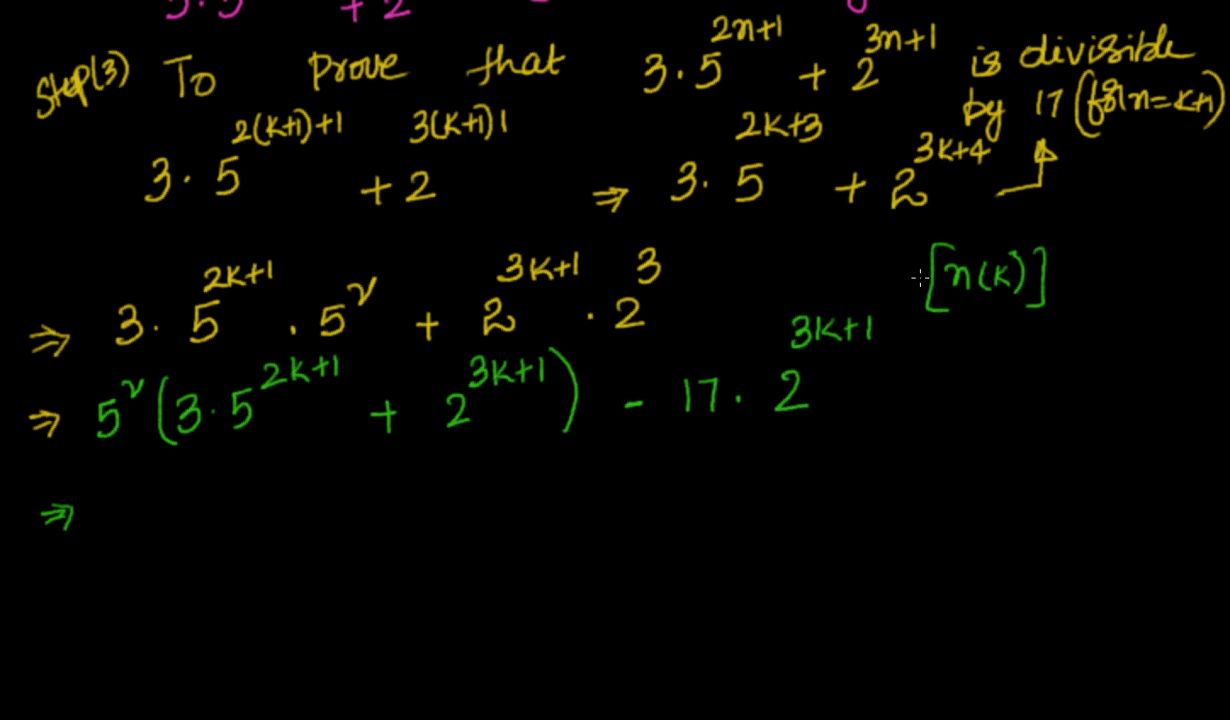 3.5 + 2
Step(3) To prove that 3.5^{2n+1} + 2^{3n+1} is divisible
by 17 (for n=k+1)
3.5^{2(k+1)+1} + 2^{3(k+1)1} ⇒ 3.5^{2k+3} + 2^{3k+4}
⇒ 3.5^{2k+1} . 5^2 + 2^{3k+1} . 2^3 [n(k)]
⇒ 5^2(3.5^{2k+1} + 2^{3k+1}) - 17. 2^{3k+1}
⇒